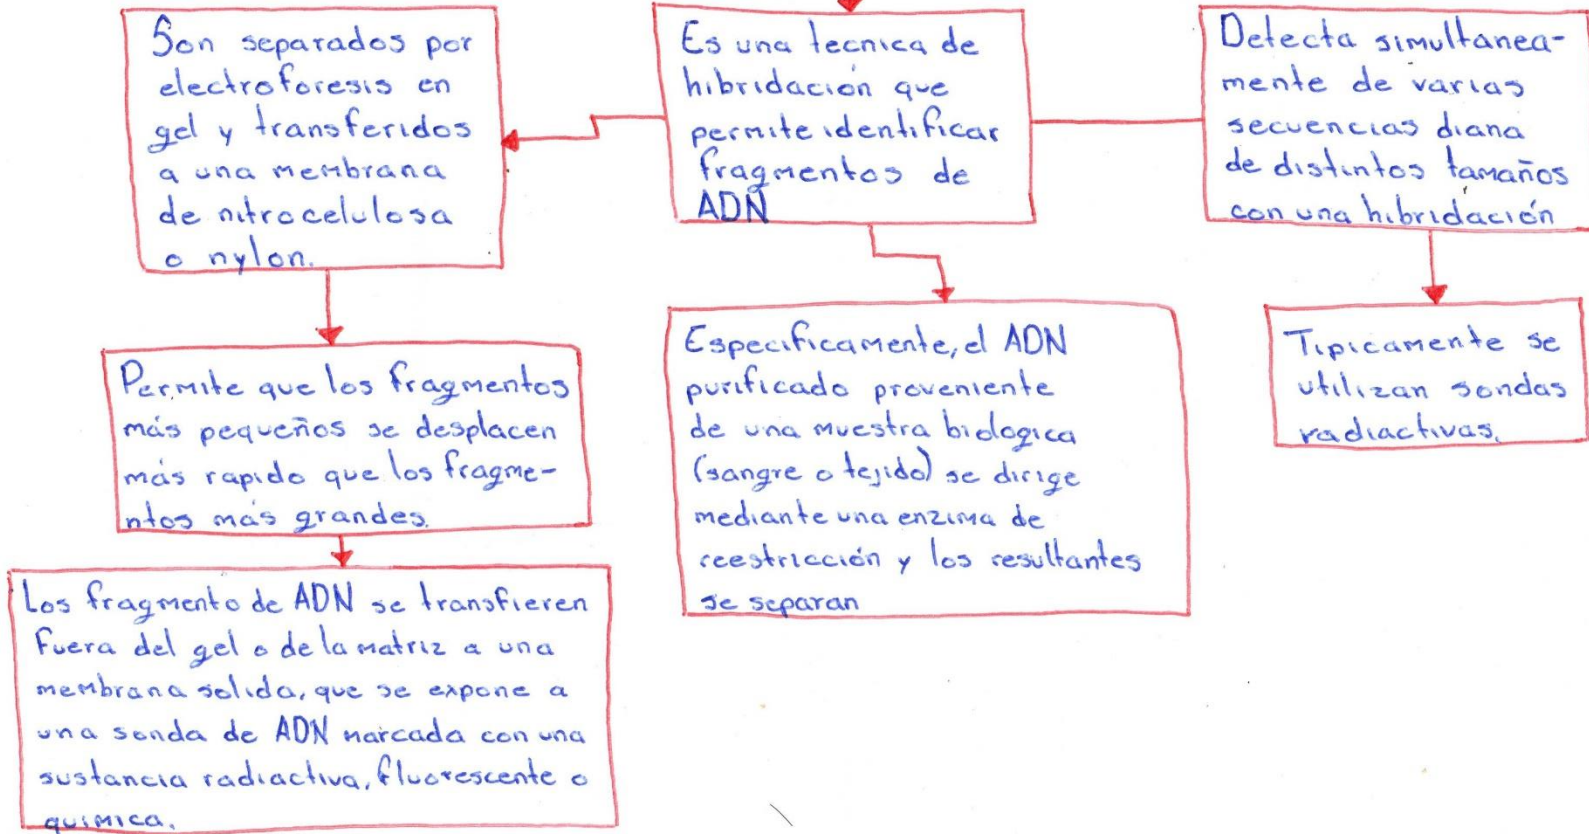 Son separados por
electroforesis en
gel y transferidos
a una membrana
de nitrocelulosa
o nylon.
Es una tecnica de
hibridación que
permite identificar
fragmentos de
ADN
Detecta simultanea-
mente de varias
secuencias diana
de distintos tamaños
con una hibridación
Permite que los fragmentos
más pequeños se desplacen
más rapido que los fragme-
ntos más grandes.
Especificamente, el ADN
purificado proveniente
de una muestra biologica
(sangre o tejido) se dirige
mediante una enzima de
reestricción y los resultantes
se separan
Tipicamente se
utilizan sondas
radiactivas.
Los fragmento de ADN se transfieren
fuera del gel o de la matriz a una
membrana solida, que se expone a
una sonda de ADN marcada con una
sustancia radiactiva, fluorescente o
quimica.